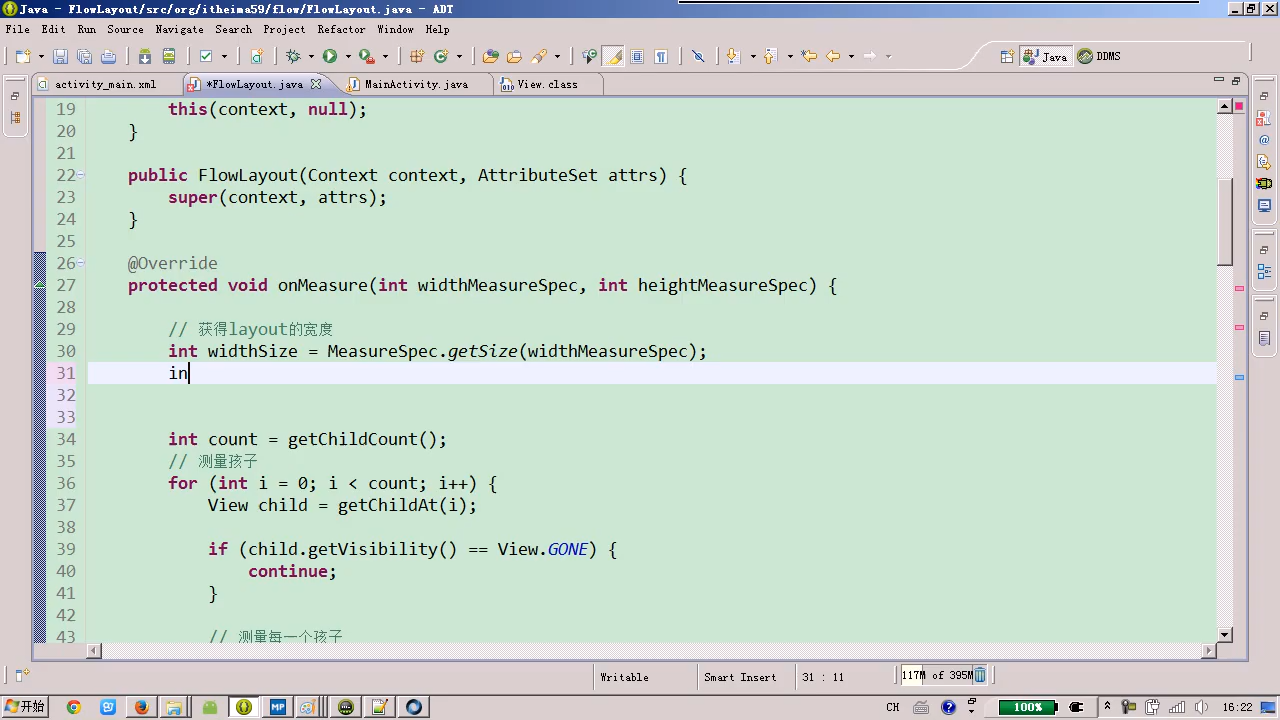 Java - FlowLayout/src/org/itheima59/flow/FlowLayout.java - ADT
File Edit Run Source Navigate Search Project Refactor Window Help
Java DDMS
activity_main.xml *FlowLayout.java MainActivity.java View.class
19 this(context, null);
20 }
21
22 public FlowLayout(Context context, AttributeSet attrs) {
23 super(context, attrs);
24 }
25
26 @Override
27 protected void onMeasure(int widthMeasureSpec, int heightMeasureSpec) {
28
29 // 获得layout的宽度
30 int widthSize = MeasureSpec.getSize(widthMeasureSpec);
31 in
32
33
34 int count = getChildCount();
35 // 测量孩子
36 for (int i = 0; i < count; i++) {
37 View child = getChildAt(i);
38
39 if (child.getVisibility() == View.GONE) {
40 continue;
41 }
42
43 // 测量每一个孩子
Writable Smart Insert 31 : 11 117M of 395M
开始 MP CH 100% 16:22